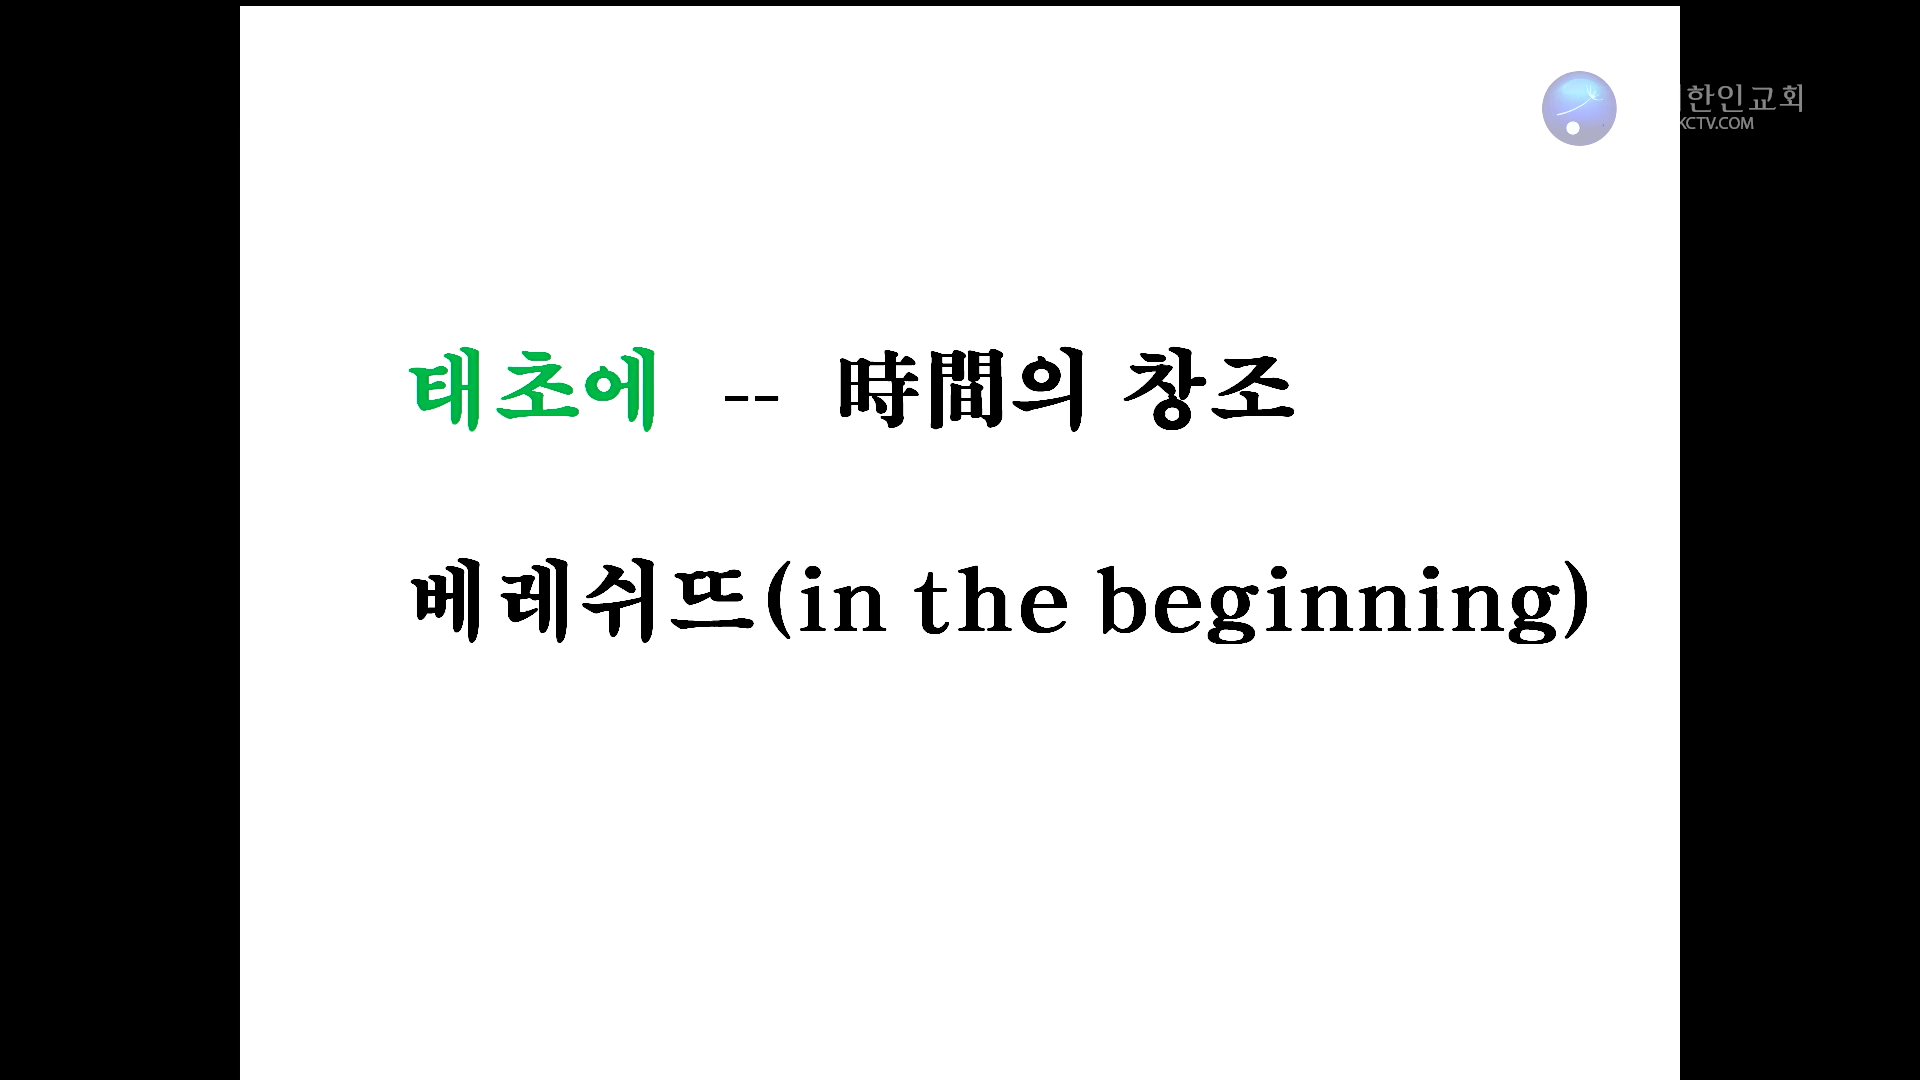 한인교회
KCTV.COM
태초에 -- 時間의 창조
베레쉬뜨(in the beginning)